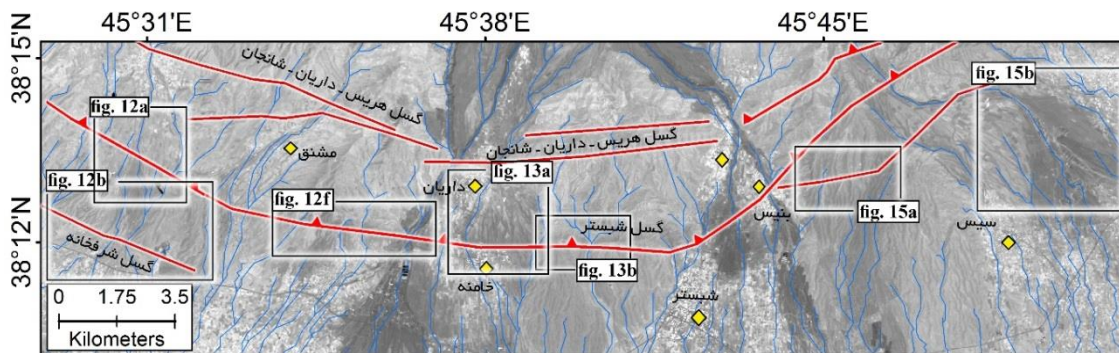 45°31'E
45°38'E
45°45'E
38°15'N
38°12'N
گسل هریس - داریان - شانجان
fig. 15b
fig. 12a
گسل هریس - داریان - شانجان
مشنق
fig. 13a
fig. 12b
داریان
fig. 12f
بنیس
fig. 15a
گسل شبستر
سیس
گسل شرفخانه
fig. 13b
خامنه
شبستر
0 1.75 3.5
Kilometers